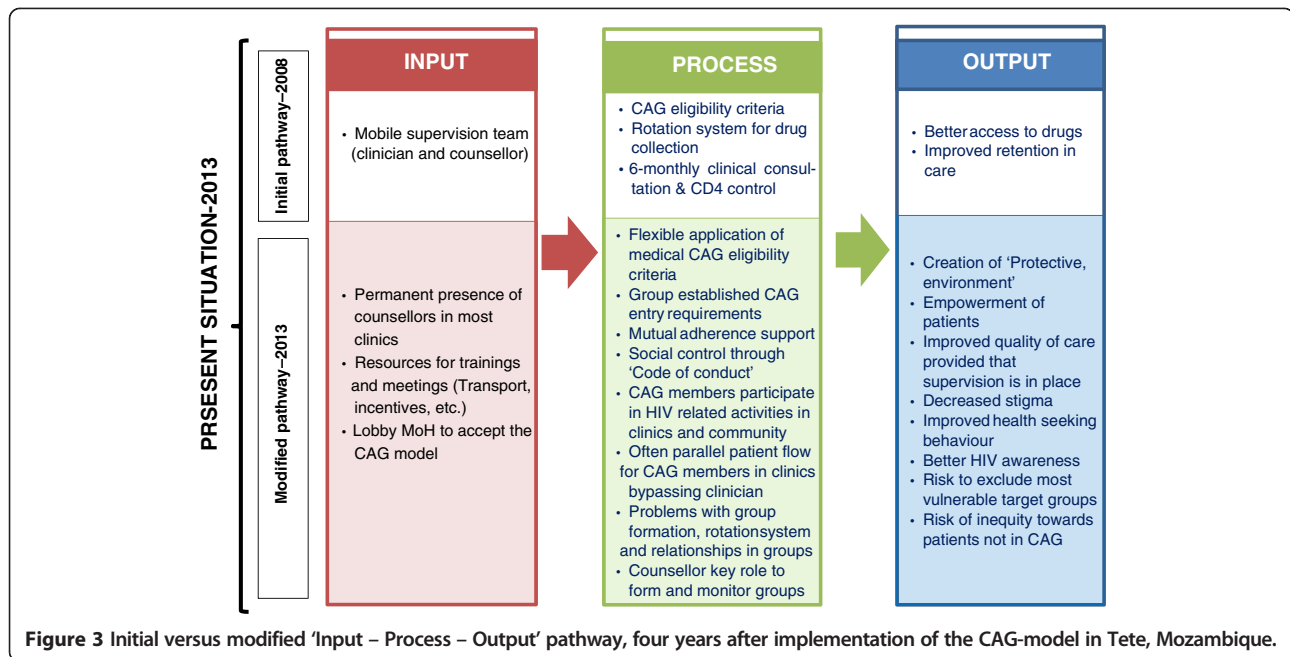 PRSESENT SITUATION-2013
Initial pathway–2008
Modified pathway–2013
INPUT
• Mobile supervision team
(clinician and counsellor)
• Permanent presence of
counsellors in most
clinics
• Resources for trainings
and meetings (Transport,
incentives, etc.)
• Lobby MoH to accept the
CAG model
PROCESS
• CAG eligibility criteria
• Rotation system for drug
collection
• 6-monthly clinical consul-
tation & CD4 control
• Flexible application of
medical CAG eligibility
criteria
• Group established CAG
entry requirements
• Mutual adherence support
• Social control through
‘Code of conduct’
• CAG members participate
in HIV related activities in
clinics and community
• Often parallel patient flow
for CAG members in clinics
bypassing clinician
• Problems with group
formation, rotationsystem
and relationships in groups
• Counsellor key role to
form and monitor groups
OUTPUT
• Better access to drugs
• Improved retention in
care
• Creation of ‘Protective,
environment’
• Empowerment of
patients
• Improved quality of care
provided that
supervision is in place
• Decreased stigma
• Improved health seeking
behaviour
• Better HIV awareness
• Risk to exclude most
vulnerable target groups
• Risk of inequity towards
patients not in CAG
Figure 3 Initial versus modified ‘Input – Process – Output’ pathway, four years after implementation of the CAG-model in Tete, Mozambique.